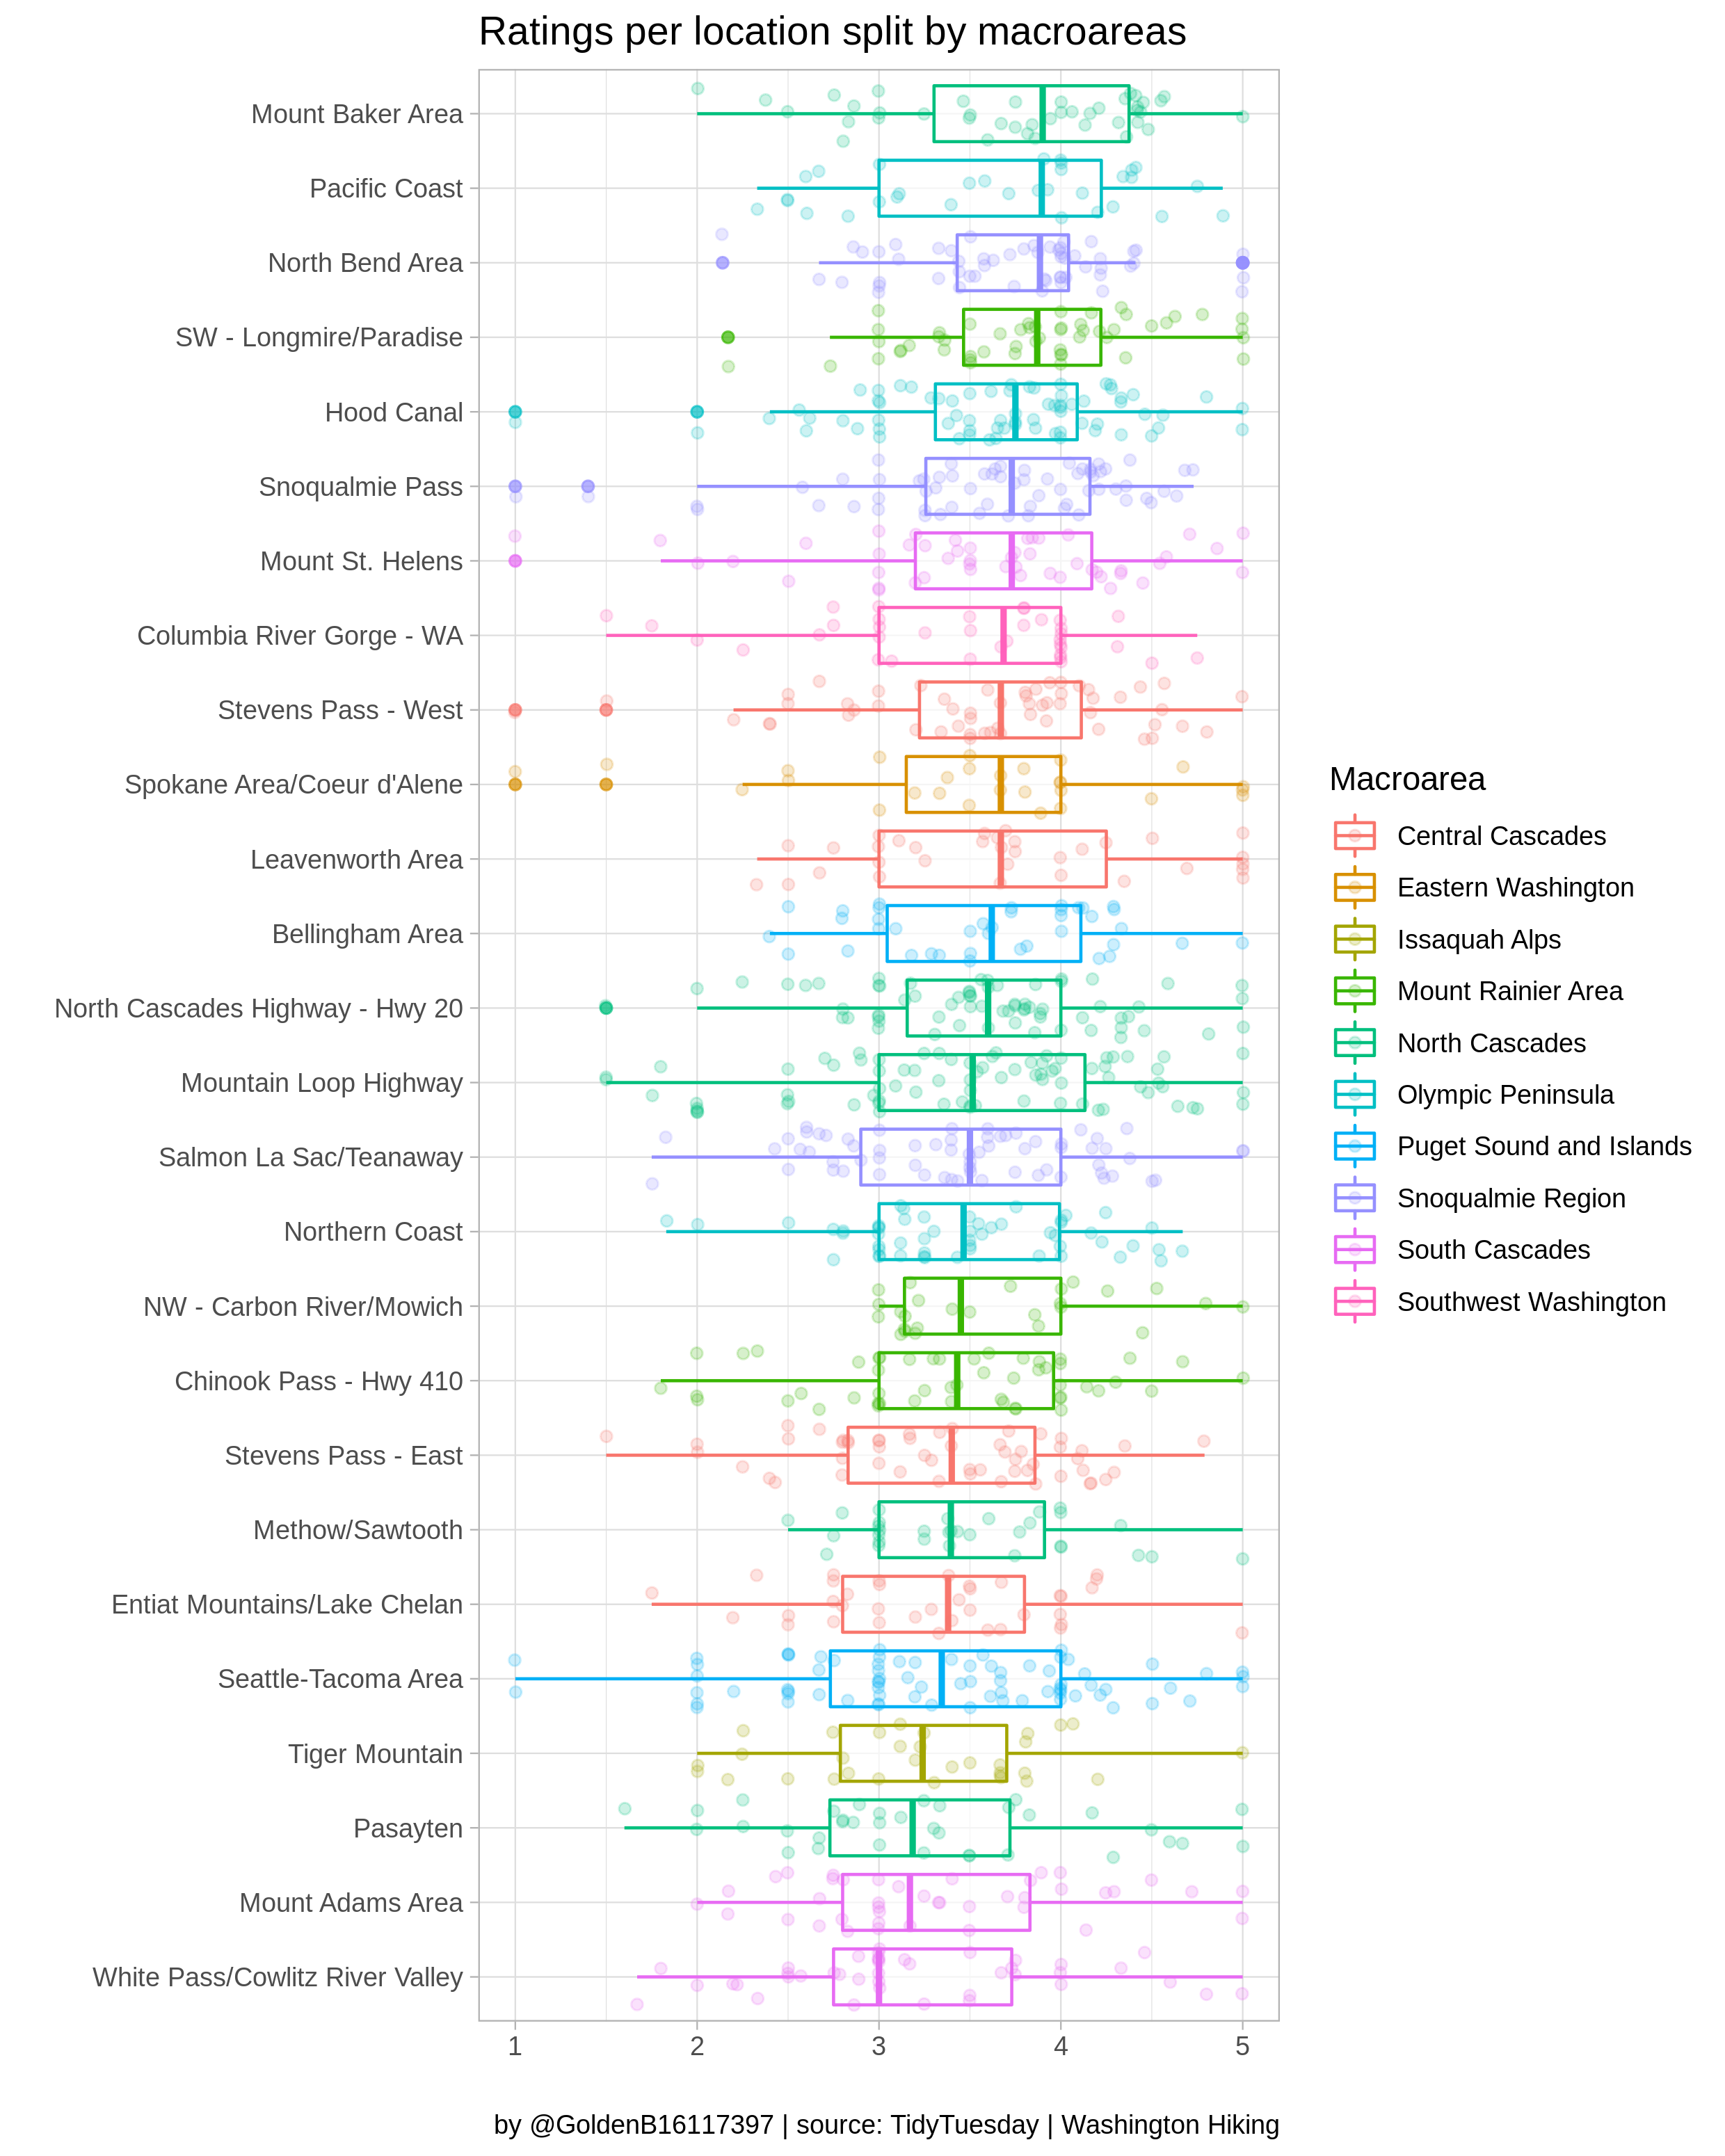 Ratings per location split by macroareas
Mount Baker Area
Pacific Coast
North Bend Area
SW - Longmire/Paradise
Hood Canal
Snoqualmie Pass
Mount St. Helens
Columbia River Gorge - WA
Stevens Pass - West
Spokane Area/Coeur d'Alene
Leavenworth Area
Bellingham Area
North Cascades Highway - Hwy 20
Mountain Loop Highway
Salmon La Sac/Teanaway
Northern Coast
NW - Carbon River/Mowich
Chinook Pass - Hwy 410
Stevens Pass - East
Methow/Sawtooth
Entiat Mountains/Lake Chelan
Seattle-Tacoma Area
Tiger Mountain
Pasayten
Mount Adams Area
White Pass/Cowlitz River Valley
1 2 3 4 5
Macroarea
Central Cascades
Eastern Washington
Issaquah Alps
Mount Rainier Area
North Cascades
Olympic Peninsula
Puget Sound and Islands
Snoqualmie Region
South Cascades
Southwest Washington
by @GoldenB16117397 | source: TidyTuesday | Washington Hiking